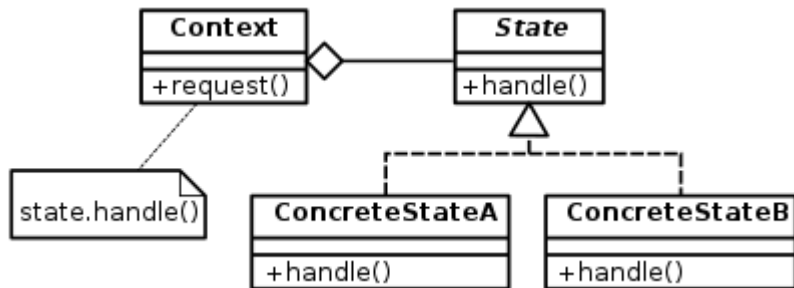 Context
+request()
State
+handle()
state.handle()
ConcreteStateA
+handle()
ConcreteStateB
+handle()